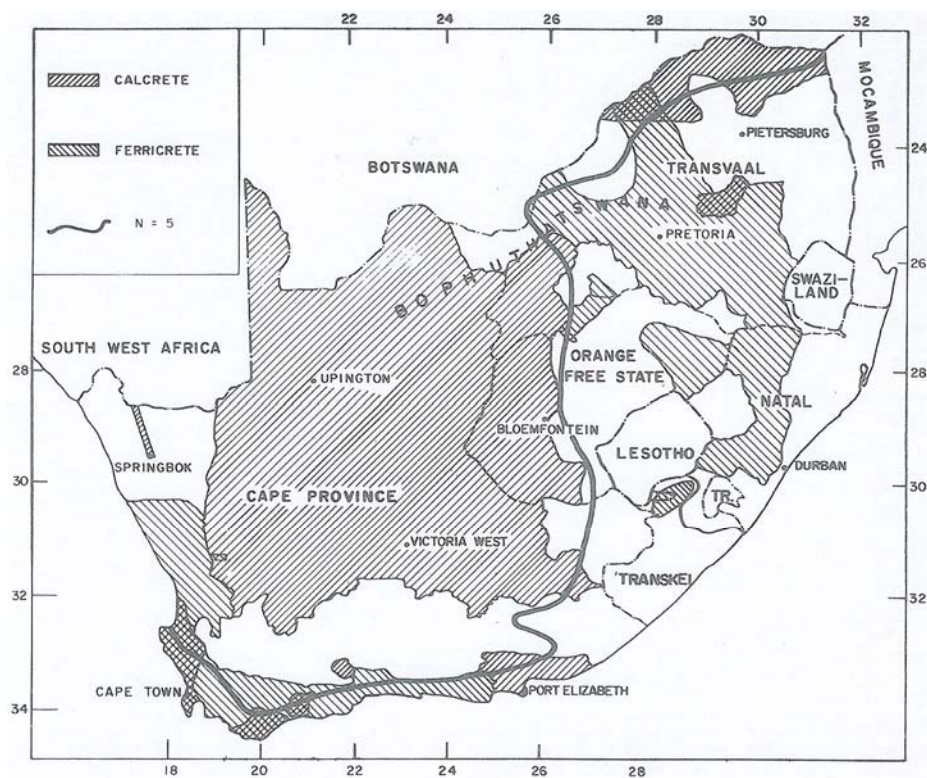 22 24 26 28 30 32
20
CALCRETE
FERRICRETE
N = 5
MOCAMBIQUE
PIETERSBURG
24
BOTSWANA
TRANSVAAL
BOPHUTHATSWANA
PRETORIA
26
SWAZI-
LAND
SOUTH WEST AFRICA
ORANGE
FREE STATE
28
UPINGTON
28
NATAL
BLOEMFONTEIN
LESOTHO
SPRINGBOK
DURBAN
30
CAPE PROVINCE
TR.
30
VICTORIA WEST
TRANSKEI
32
32
CAPE TOWN
PORT ELIZABETH
34
18 20 22 24 26 28